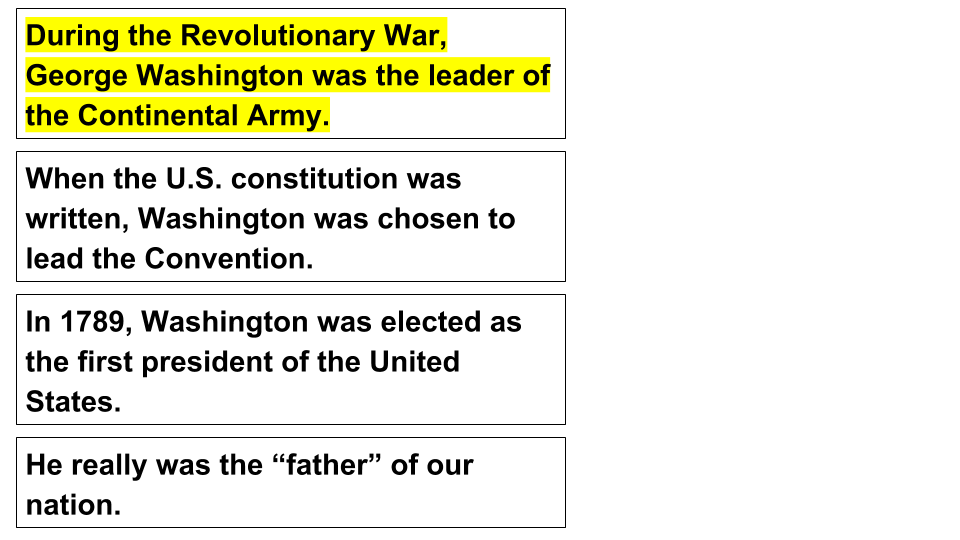 During the Revolutionary War,
George Washington was the leader of
the Continental Army.
When the U.S. constitution was
written, Washington was chosen to
lead the Convention.
In 1789, Washington was elected as
the first president of the United
States.
He really was the “father” of our
nation.